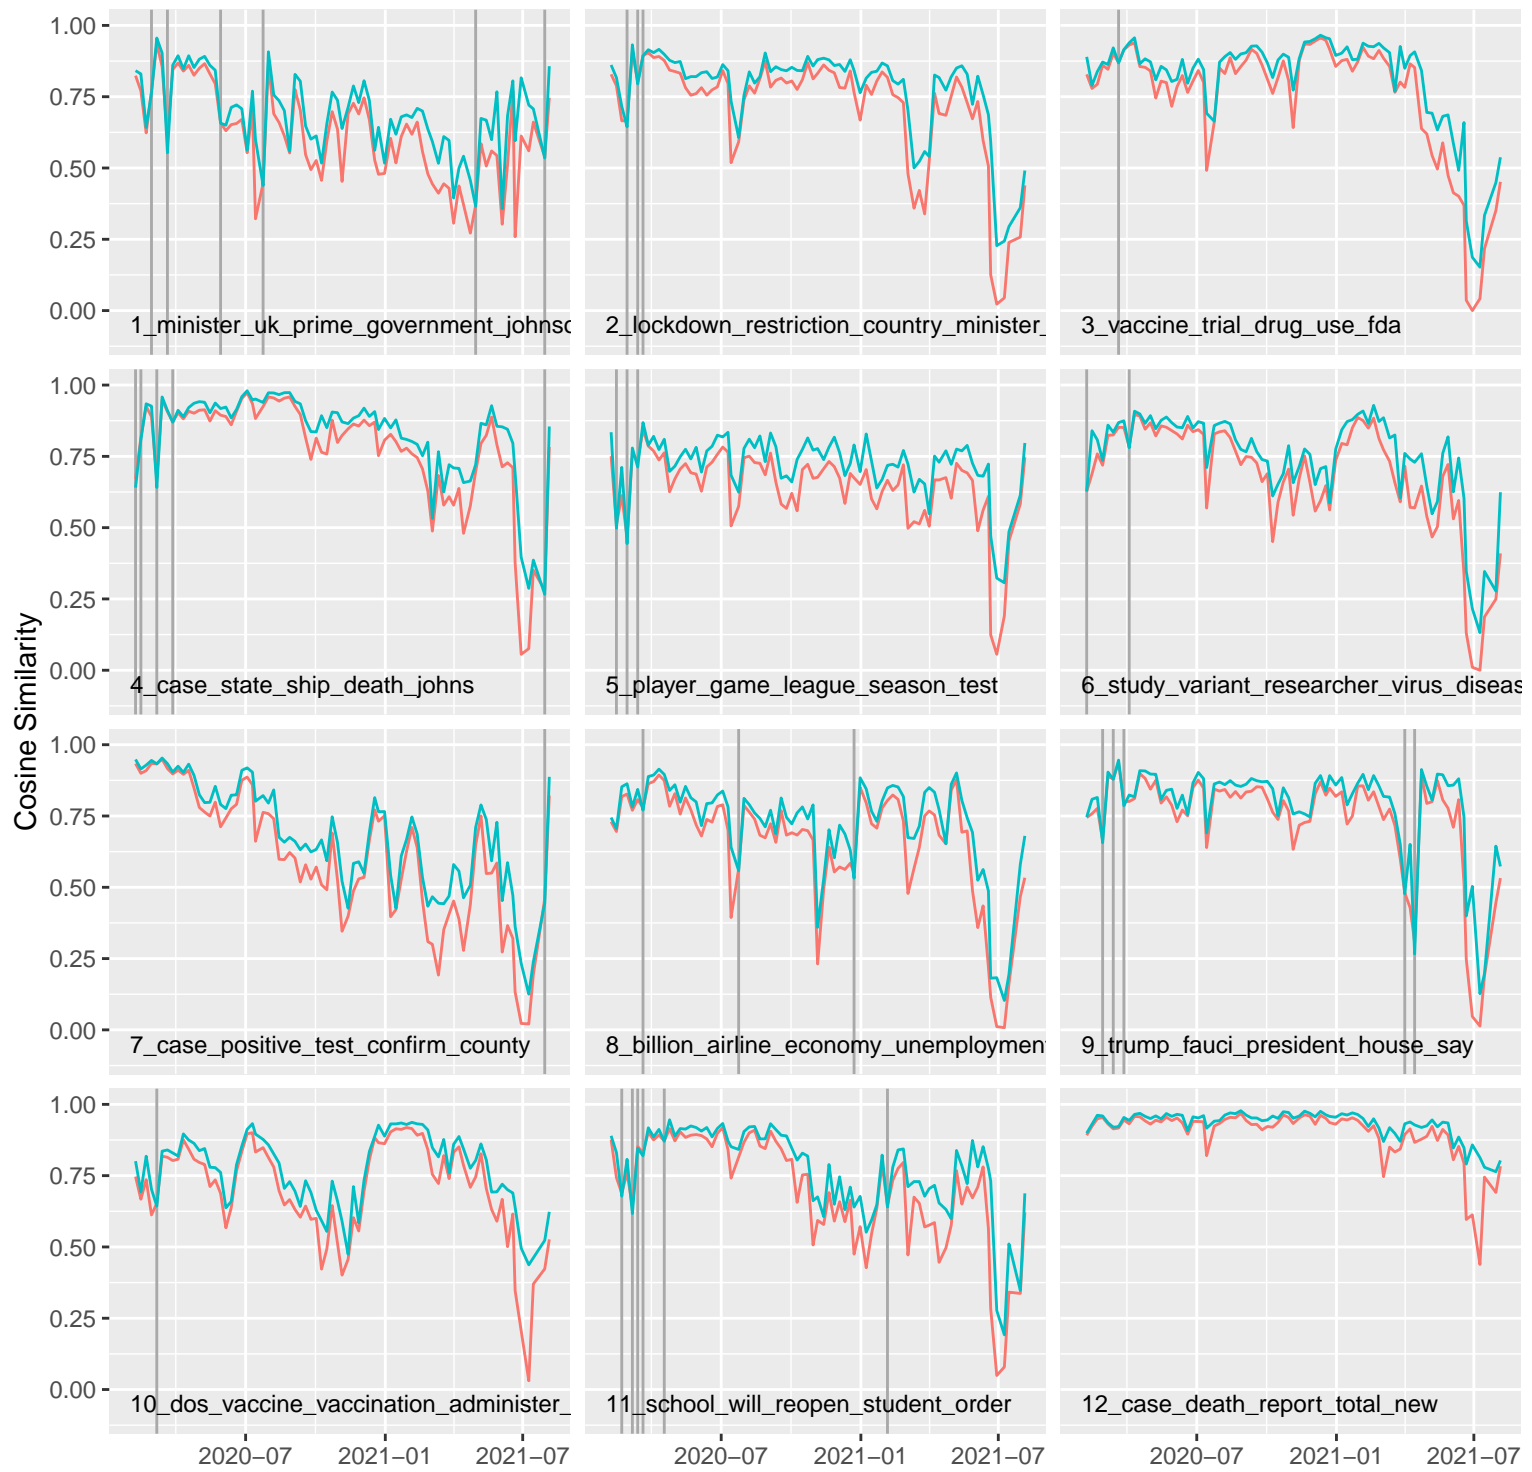 Cosine Similarity
1.00
0.75
0.50
0.25
0.00
1_minister_uk_prime_government_johnsc
2_lockdown_restriction_country_minister_
3_vaccine_trial_drug_use_fda
1.00
0.75
0.50
0.25
0.00
4_case_state_ship_death_johns
5_player_game_league_season_test
6_study_variant_researcher_virus_diseas
1.00
0.75
0.50
0.25
0.00
7_case_positive_test_confirm_county
8_billion_airline_economy_unemployment
9_trump_fauci_president_house_say
1.00
0.75
0.50
0.25
0.00
10_dos_vaccine_vaccination_administer_
11_school_will_reopen_student_order
12_case_death_report_total_new
2020−07 2021−01 2021−07
2020−07 2021−01 2021−07
2020−07 2021−01 2021−07